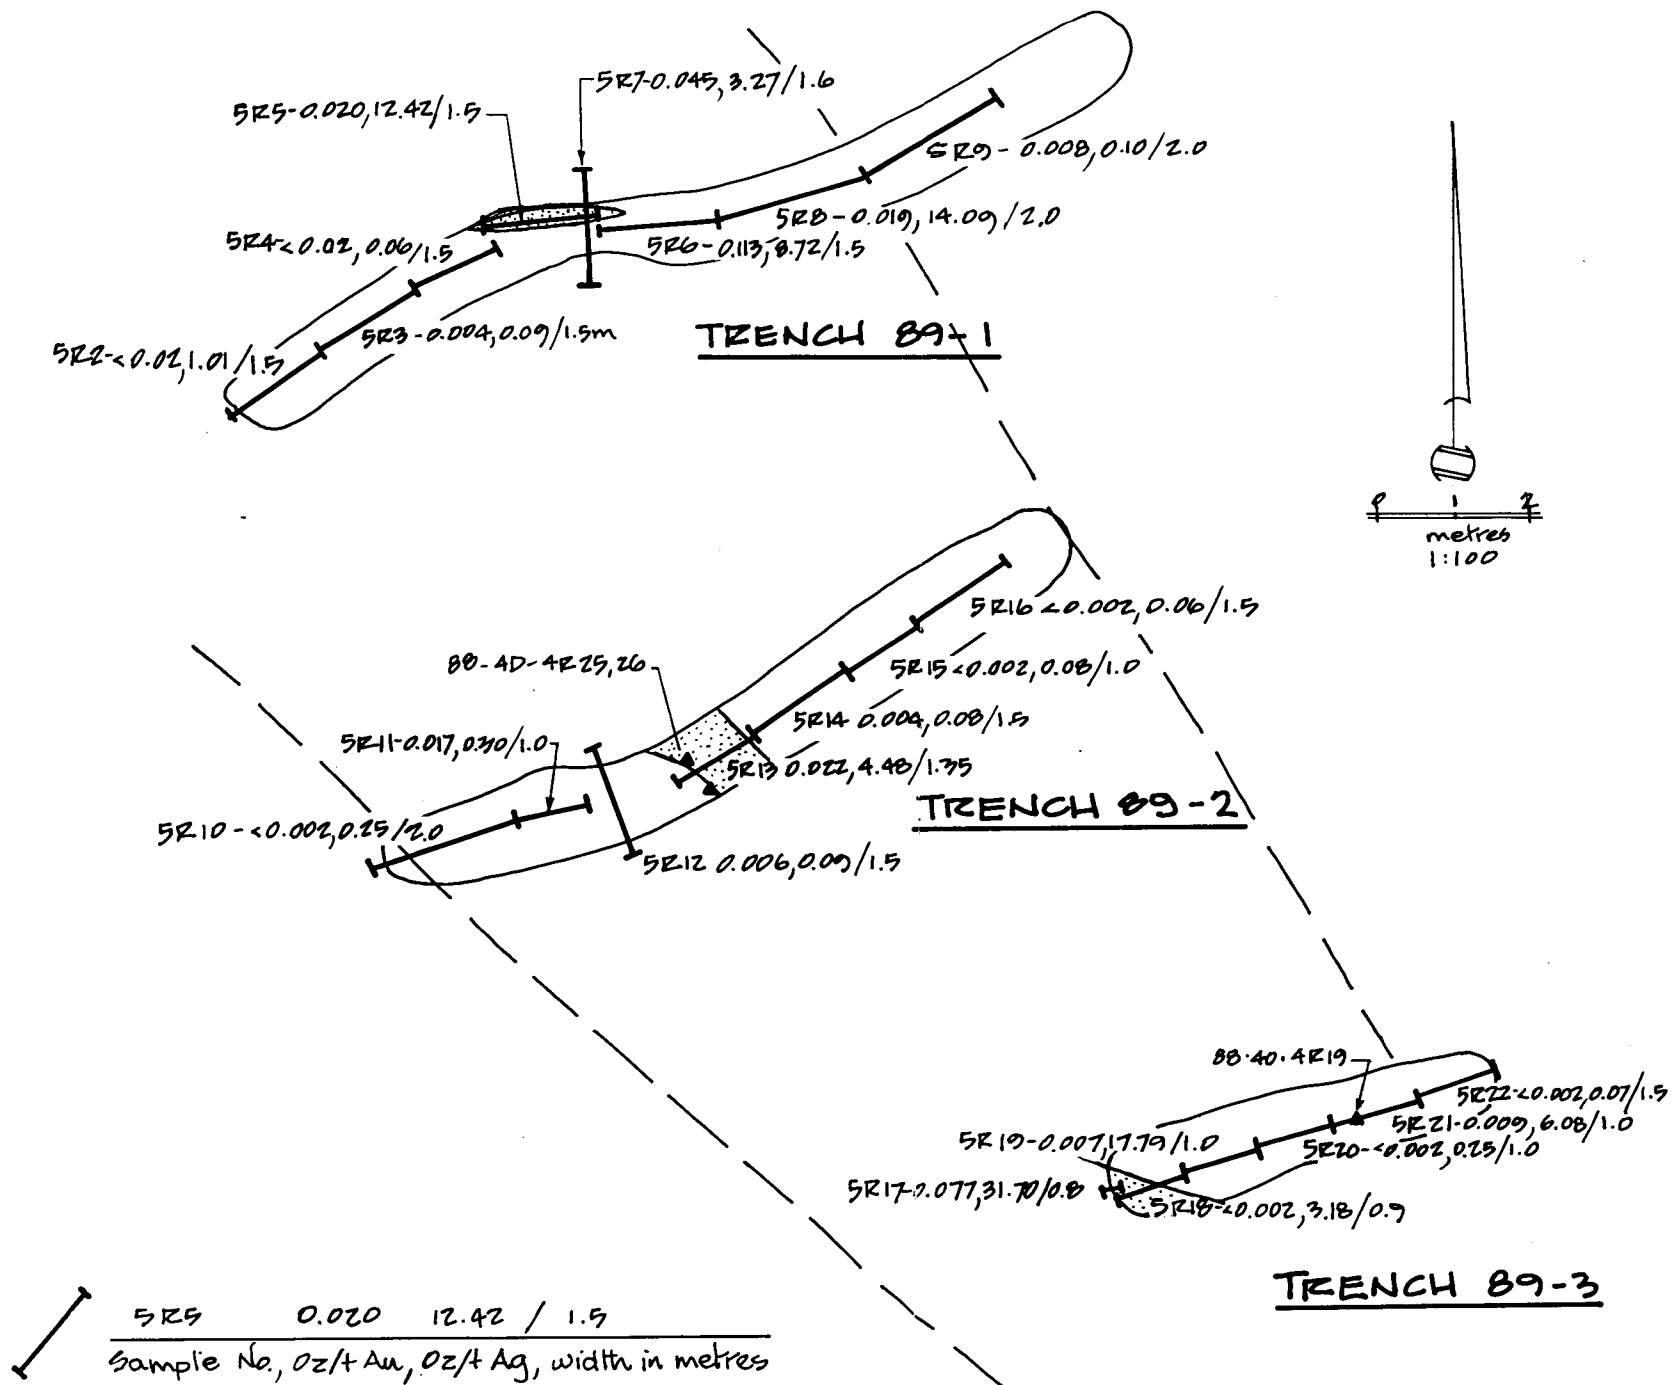 5R7-0.045, 3.27/1.6
5R5-0.020, 12.42/1.5
5R9 - 0.008, 0.10/2.0
5R8-0.019, 14.09/2.0
5R4-<0.02, 0.06/1.5
5R6-0.113, 8.72/1.5
5R3-0.004, 0.09/1.5m
TRENCH 89-1
5R2-<0.02, 1.01/1.5
0 1 2
metres
1:100
5R16 <0.002, 0.06/1.5
88-4D-4R25,26
5R15 <0.002, 0.08/1.0
5R14 0.004, 0.08/1.5
5R11-0.017, 0.30/1.0
5R13 0.022, 4.48/1.35
TRENCH 89-2
5R10-<0.002, 0.25/2.0
5R12 0.006, 0.09/1.5
88-40-4R19
5R22-<0.002, 0.07/1.5
5R21-0.009, 6.08/1.0
5R19-0.007, 17.79/1.0
5R20-<0.002, 0.25/1.0
5R17-0.077, 31.70/0.8
5R18-<0.002, 3.18/0.9
TRENCH 89-3
5R5 0.020 12.42 / 1.5
Sample No., Oz/t Au, Oz/t Ag, width in metres